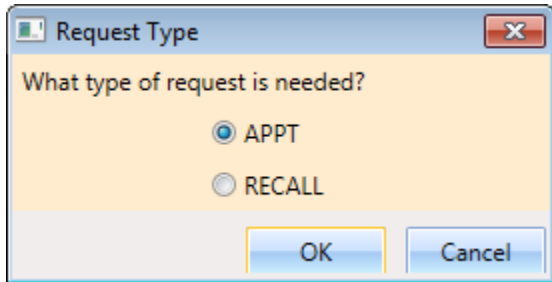 Request Type
What type of request is needed?
APPT
RECALL
OK Cancel